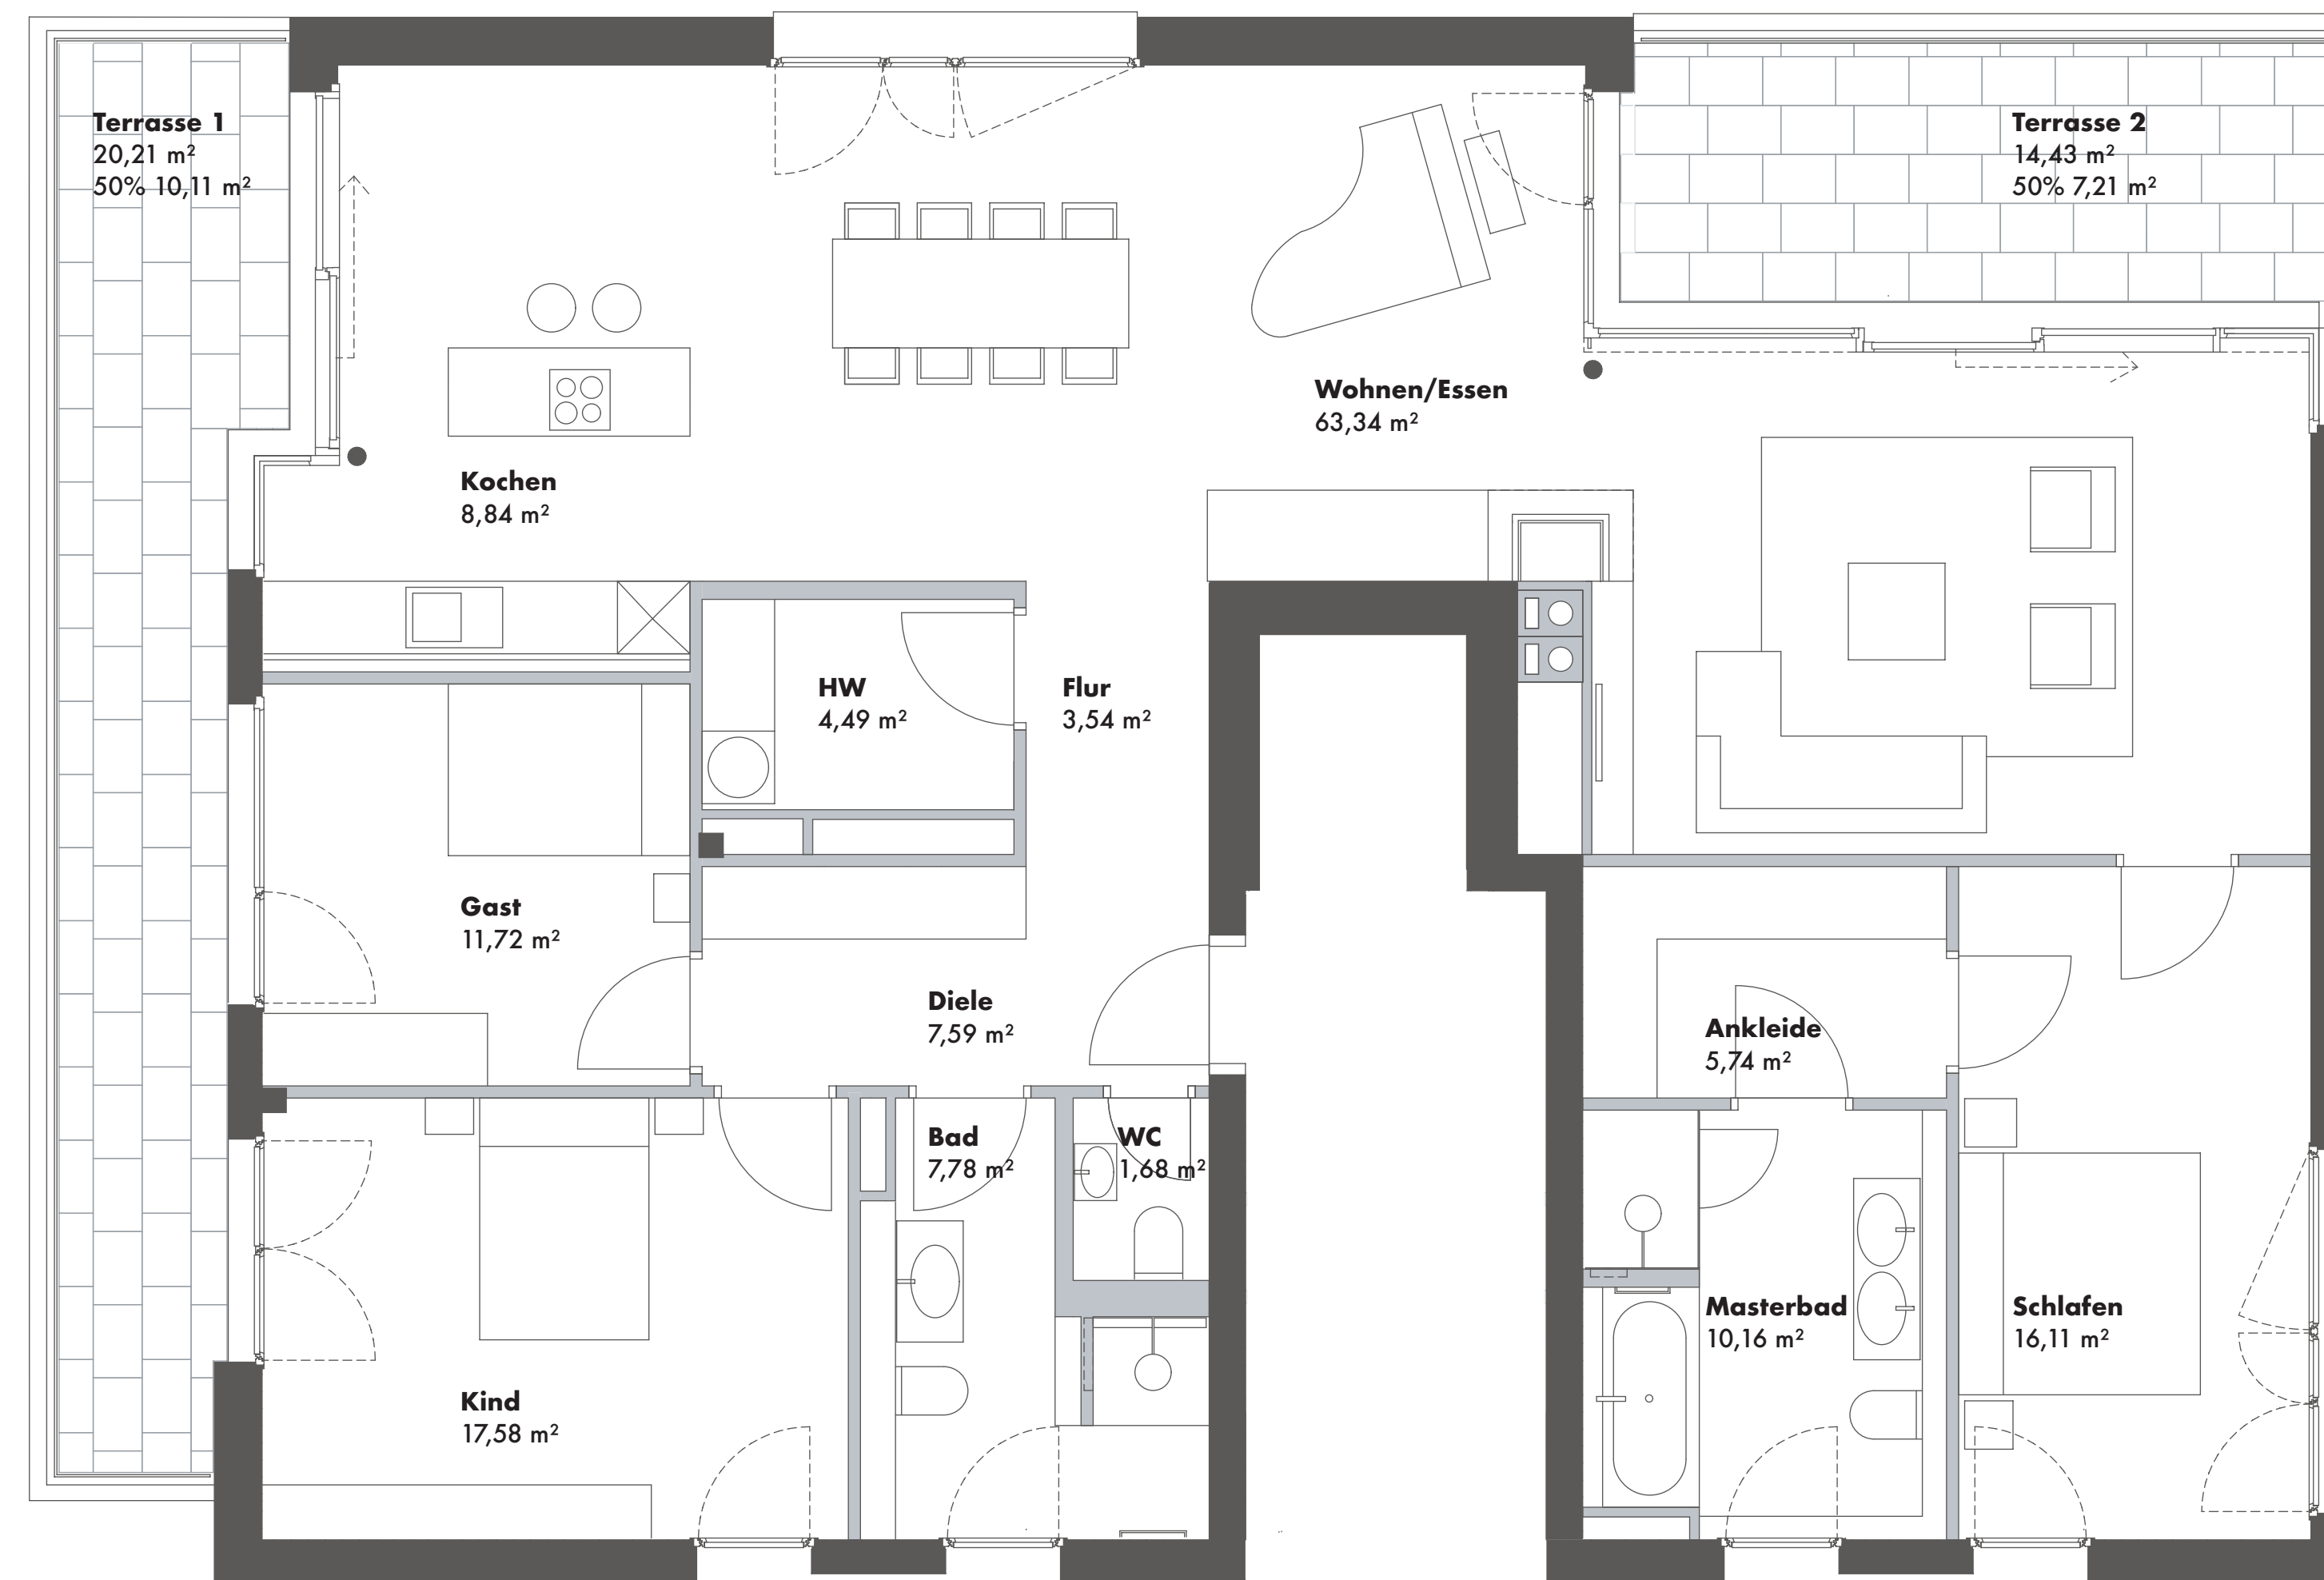 Terrasse 1
20,21 m²
50% 10,11 m²
Terrasse 2
14,43 m²
50% 7,21 m²
Wohnen/Essen
63,34 m²
Kochen
8,84 m²
HW
4,49 m²
Flur
3,54 m²
Gast
11,72 m²
Diele
7,59 m²
Ankleide
5,74 m²
Bad
7,78 m²
WC
1,68 m²
Masterbad
10,16 m²
Schlafen
16,11 m²
Kind
17,58 m²